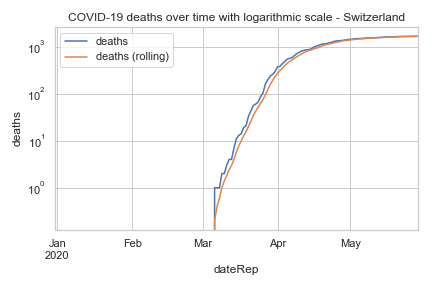 COVID-19 deaths over time with logarithmic scale - Switzerland
deaths
deaths (rolling)
10³
10²
10¹
10⁰
deaths
Jan Feb Mar Apr May
2020
dateRep